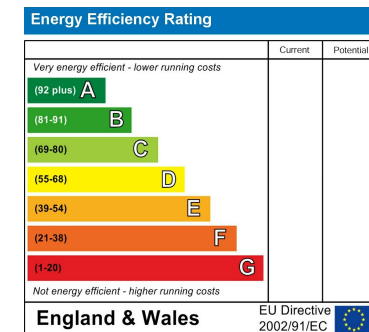 Energy Efficiency Rating
Current Potential
Very energy efficient - lower running costs
(92 plus) A
(81-91) B
(69-80) C
(55-68) D
(39-54) E
(21-38) F
(1-20) G
Not energy efficient - higher running costs
England & Wales
EU Directive
2002/91/EC